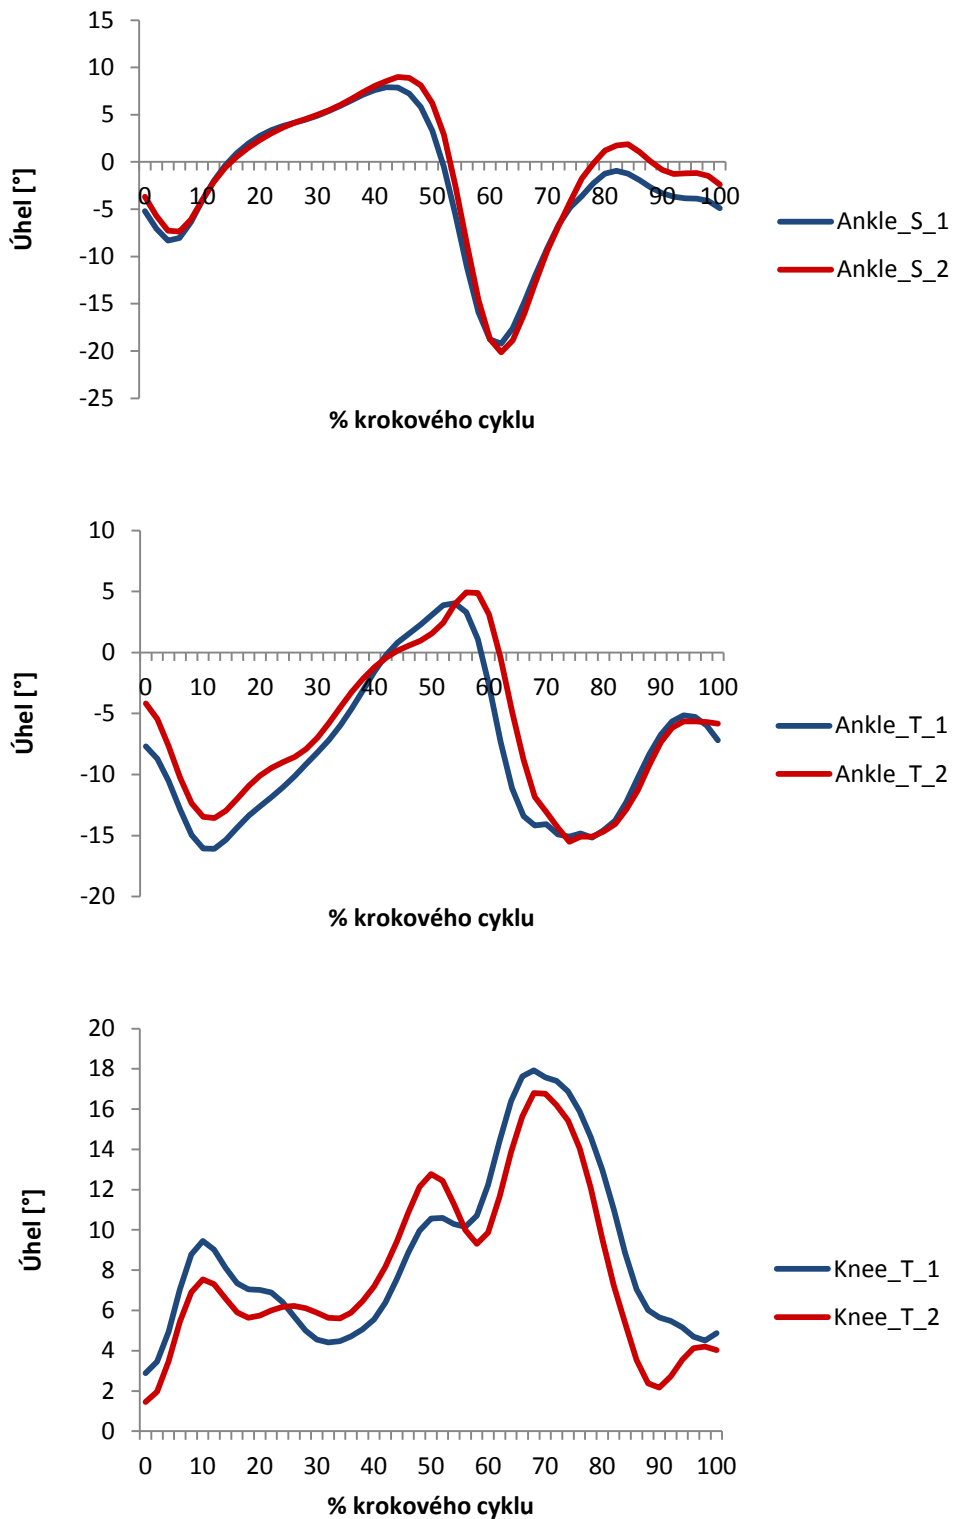 15
10
5
0
-5
-10
-15
-20
-25
Úhel [°]
0 10 20 30 40 50 60 70 80 90 100
% krokového cyklu
Ankle_S_1
Ankle_S_2
10
5
0
-5
-10
-15
-20
Úhel [°]
0 10 20 30 40 50 60 70 80 90 100
% krokového cyklu
Ankle_T_1
Ankle_T_2
20
18
16
14
12
10
8
6
4
2
0
Úhel [°]
0 10 20 30 40 50 60 70 80 90 100
% krokového cyklu
Knee_T_1
Knee_T_2